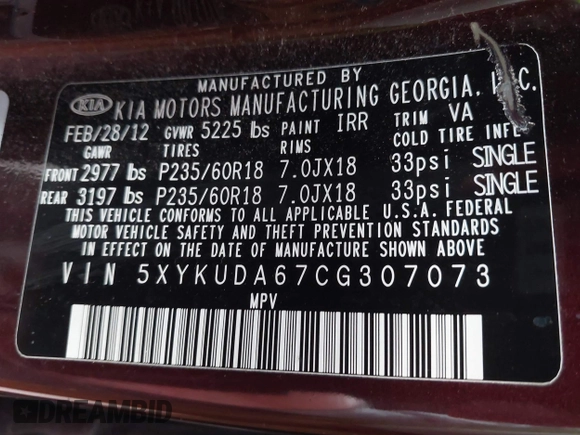 MANUFACTURED BY
KIA KIA MOTORS MANUFACTURING GEORGIA, INC.
FEB/28/12 GVWR 5225 lbs PAINT IRR TRIM VA
GAWR TIRES RIMS COLD TIRE INFL
FRONT 2977 lbs P235/60R18 7.0JX18 33psi SINGLE
REAR 3197 lbs P235/60R18 7.0JX18 33psi SINGLE
THIS VEHICLE CONFORMS TO ALL APPLICABLE U.S.A. FEDERAL
MOTOR VEHICLE SAFETY AND THEFT PREVENTION STANDARDS
IN EFFECT ON THE DATE OF MANUFACTURE SHOWN ABOVE.
VIN 5XYKUDA67CG307073
MPV
DREAMBID